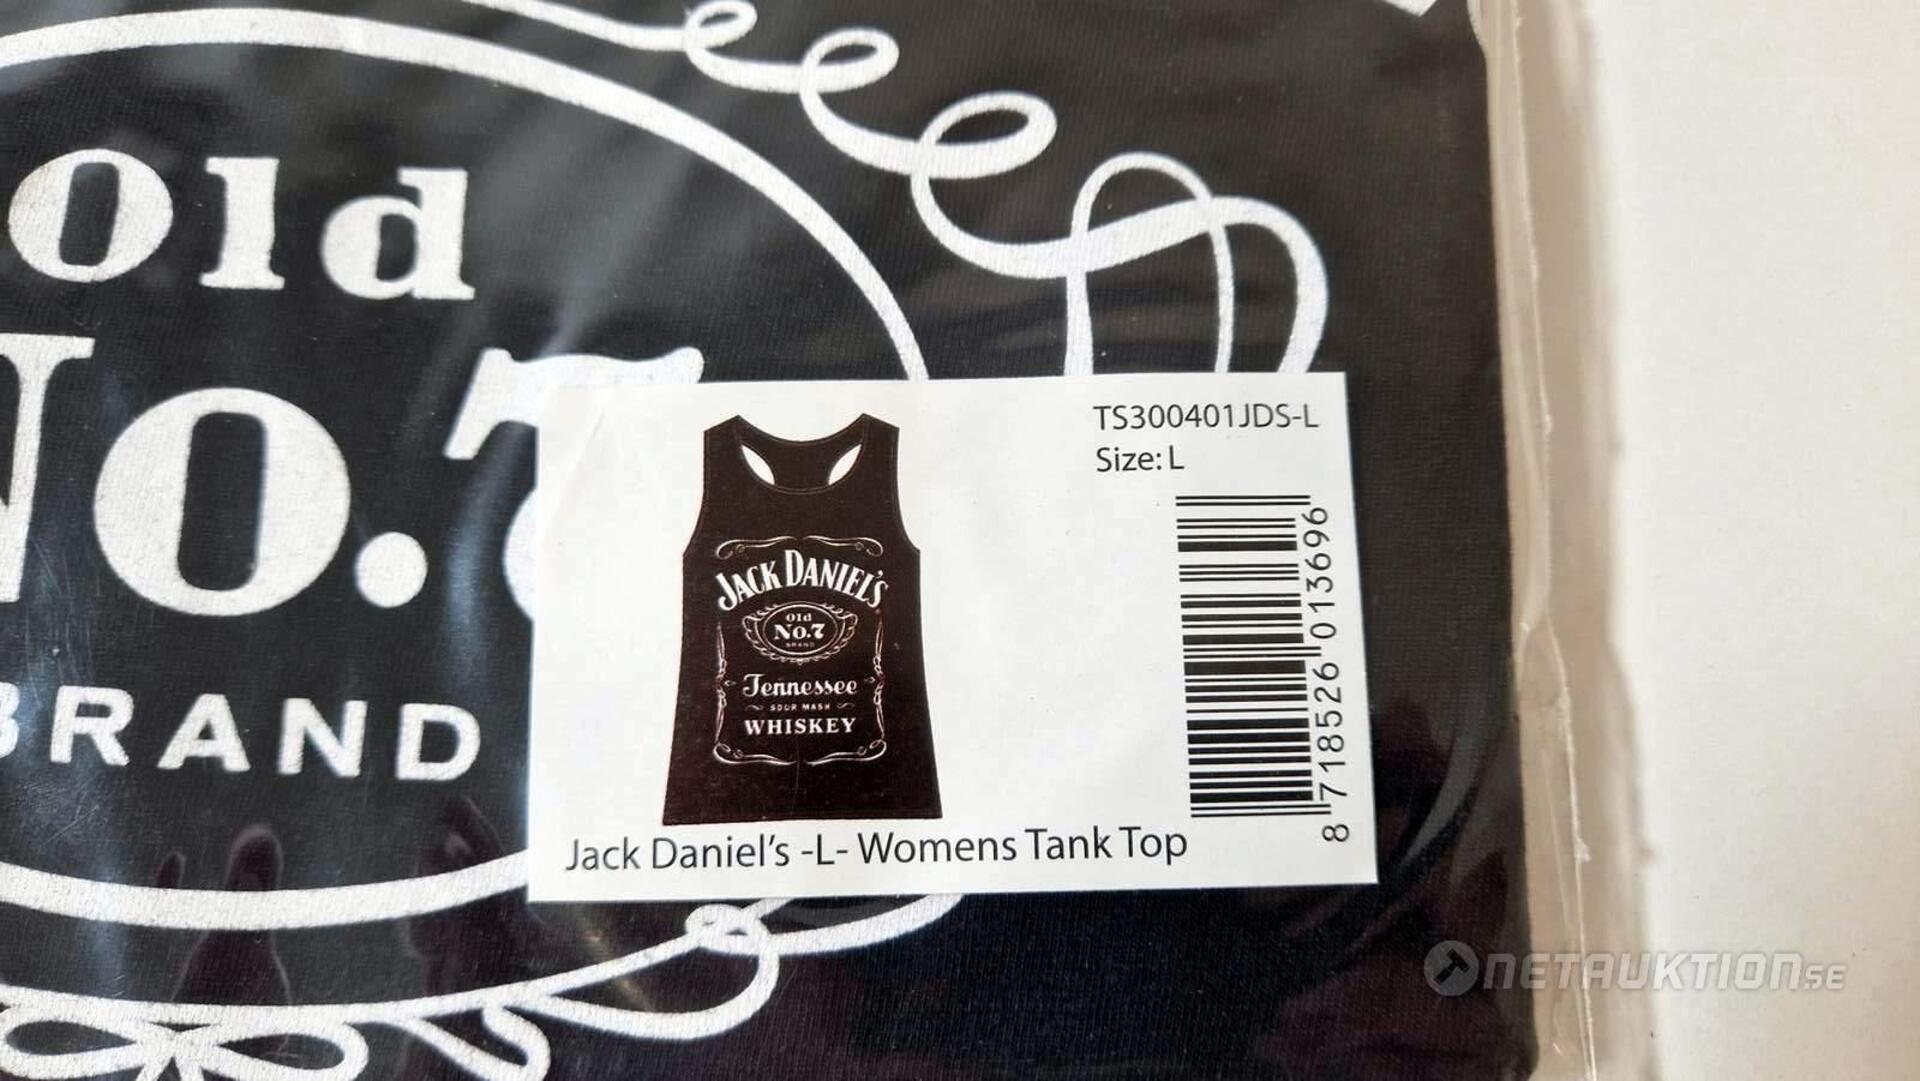 old
No.7
BRAND
TS300401JDS-L
Size: L
JACK DANIEL'S
Old
No.7
BRAND
Tennessee
SOUR MASH
WHISKEY
8 718526 013696
Jack Daniel's -L- Womens Tank Top
NETAUKTION.SE